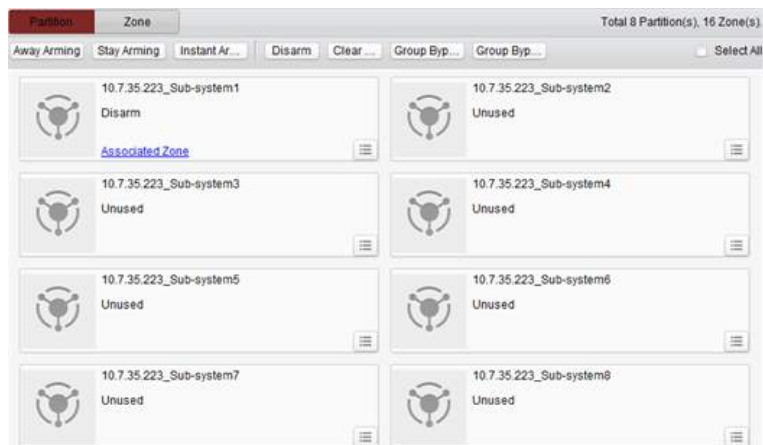 Partition Zone Total 8 Partition(s), 16 Zone(s)
Away Arming Stay Arming Instant Ar... Disarm Clear ... Group Byp... Group Byp... Select All
10.7.35.223_Sub-system1
Disarm
Associated Zone
10.7.35.223_Sub-system2
Unused
10.7.35.223_Sub-system3
Unused
10.7.35.223_Sub-system4
Unused
10.7.35.223_Sub-system5
Unused
10.7.35.223_Sub-system6
Unused
10.7.35.223_Sub-system7
Unused
10.7.35.223_Sub-system8
Unused